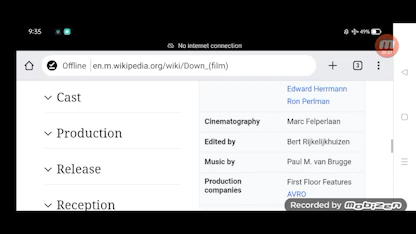 9:35
49%
No internet connection
Offline
en.m.wikipedia.org/wiki/Down_(film)
3
Cast
Production
Release
Reception
Edward Herrmann
Ron Perlman
Cinematography Marc Felperlaan
Edited by Bert Rijkelijkhuizen
Music by Paul M. van Brugge
Production companies First Floor Features
AVRO
Recorded by Mobizen